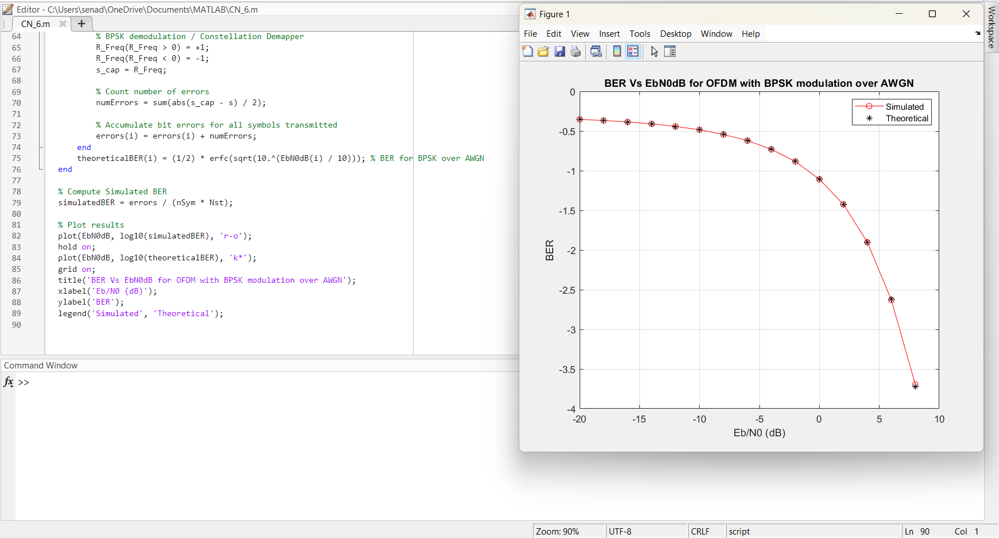 Editor - C:\Users\senad\OneDrive\Documents\MATLAB\CN_6.m
CN_6.m
64 % BPSK demodulation / Constellation Demapper
65 R_Freq(R_Freq > 0) = +1;
66 R_Freq(R_Freq < 0) = -1;
67 s_cap = R_Freq;
68
69 % Count number of errors
70 numErrors = sum(abs(s_cap - s) / 2);
71
72 % Accumulate bit errors for all symbols transmitted
73 errors(i) = errors(i) + numErrors;
74 end
75 theoreticalBER(i) = (1/2) * erfc(sqrt(10.^(EbN0dB(i) / 10))); % BER for BPSK over AWGN
76 end
77
78 % Compute Simulated BER
79 simulatedBER = errors / (nSym * Nst);
80
81 % Plot results
82 plot(EbN0dB, log10(simulatedBER), 'r-o');
83 hold on;
84 plot(EbN0dB, log10(theoreticalBER), 'k*');
85 grid on;
86 title('BER Vs EbN0dB for OFDM with BPSK modulation over AWGN');
87 xlabel('Eb/N0 (dB)');
88 ylabel('BER');
89 legend('Simulated', 'Theoretical');
90
Command Window
fx >>
Figure 1
File Edit View Insert Tools Desktop Window Help
BER Vs EbN0dB for OFDM with BPSK modulation over AWGN
Simulated
Theoretical
0
-0.5
-1
-1.5
-2
-2.5
-3
-3.5
-4
BER
-20 -15 -10 -5 0 5 10
Eb/N0 (dB)
Workspace
Zoom: 90% UTF-8 CRLF script Ln 90 Col 1